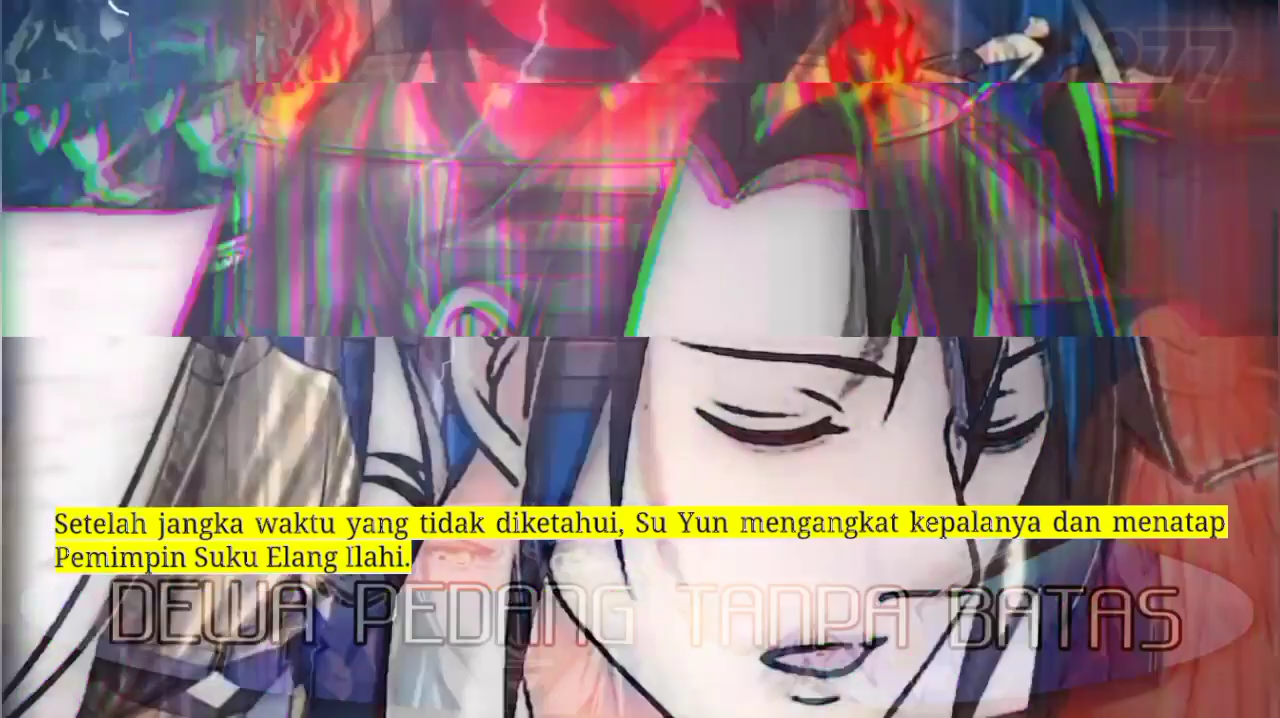 277
Setelah jangka waktu yang tidak diketahui, Su Yun mengangkat kepalanya dan menatap
Pemimpin Suku Elang Ilahi.
DEWA PEDANG TANPA BATAS